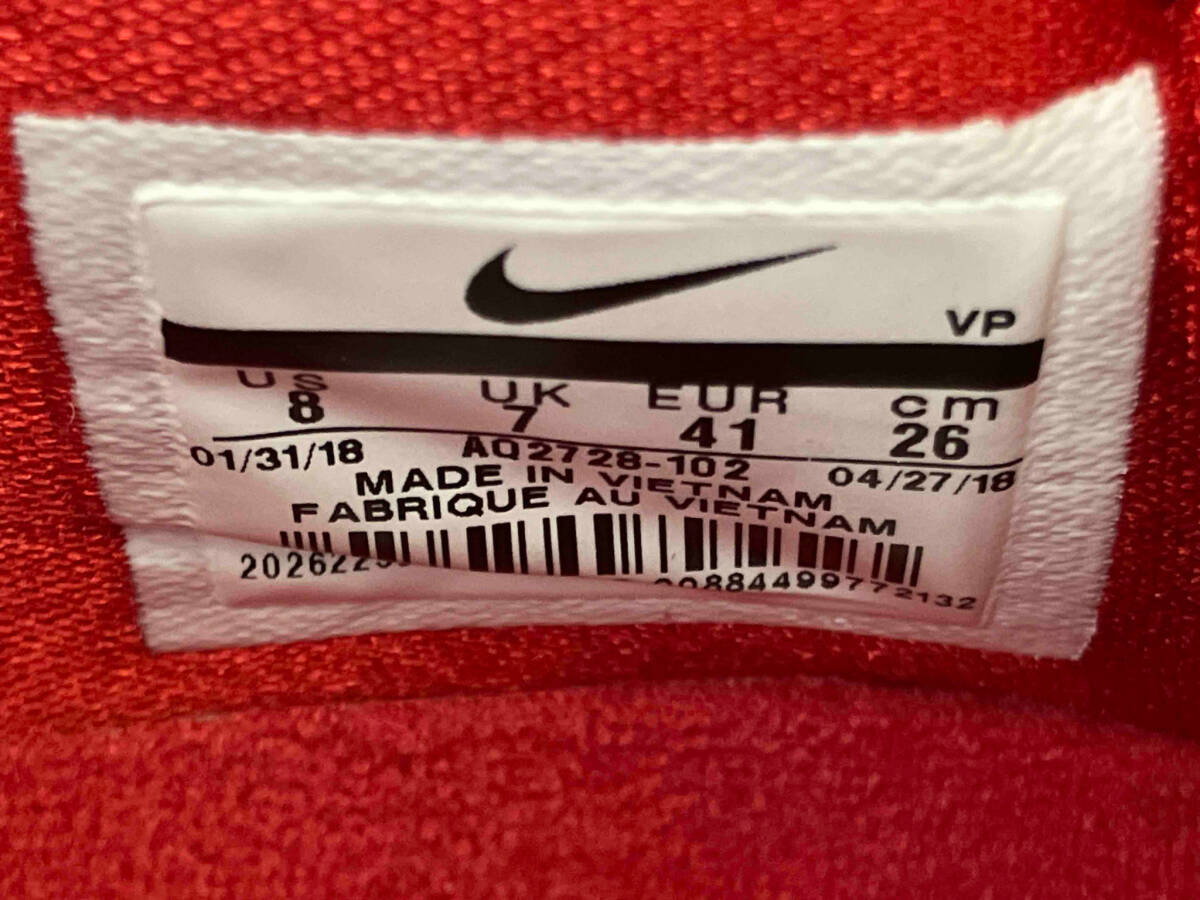 VP
US UK EUR cm
8 7 41 26
01/31/18 AQ2728-102 04/27/18
MADE IN VIETNAM
FABRIQUE AU VIETNAM
884499772132